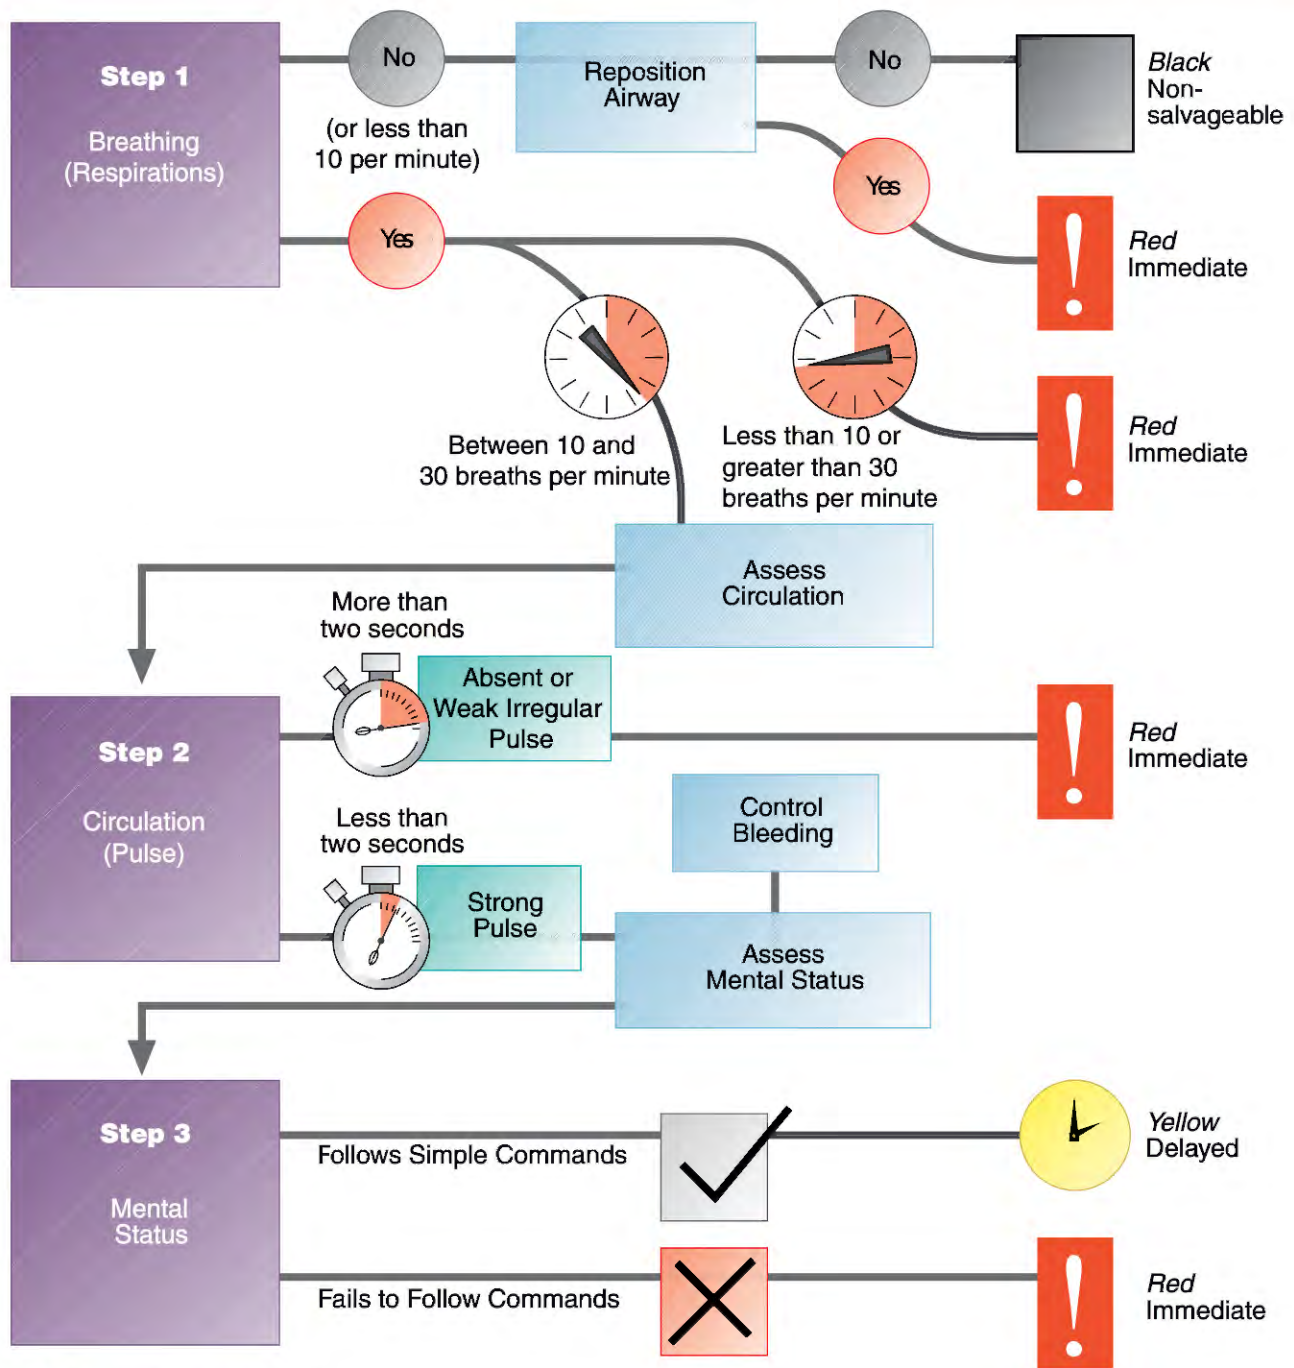 Step 1
Breathing
(Respirations)
No
(or less than
10 per minute)
Reposition
Airway
No
Black
Non-
salvageable
Yes
Red
Immediate
Yes
Between 10 and
30 breaths per minute
Less than 10 or
greater than 30
breaths per minute
Red
Immediate
Assess
Circulation
Step 2
Circulation
(Pulse)
More than
two seconds
Absent or
Weak Irregular
Pulse
Red
Immediate
Less than
two seconds
Strong
Pulse
Control
Bleeding
Assess
Mental Status
Step 3
Mental
Status
Follows Simple Commands
Yellow
Delayed
Fails to Follow Commands
Red
Immediate